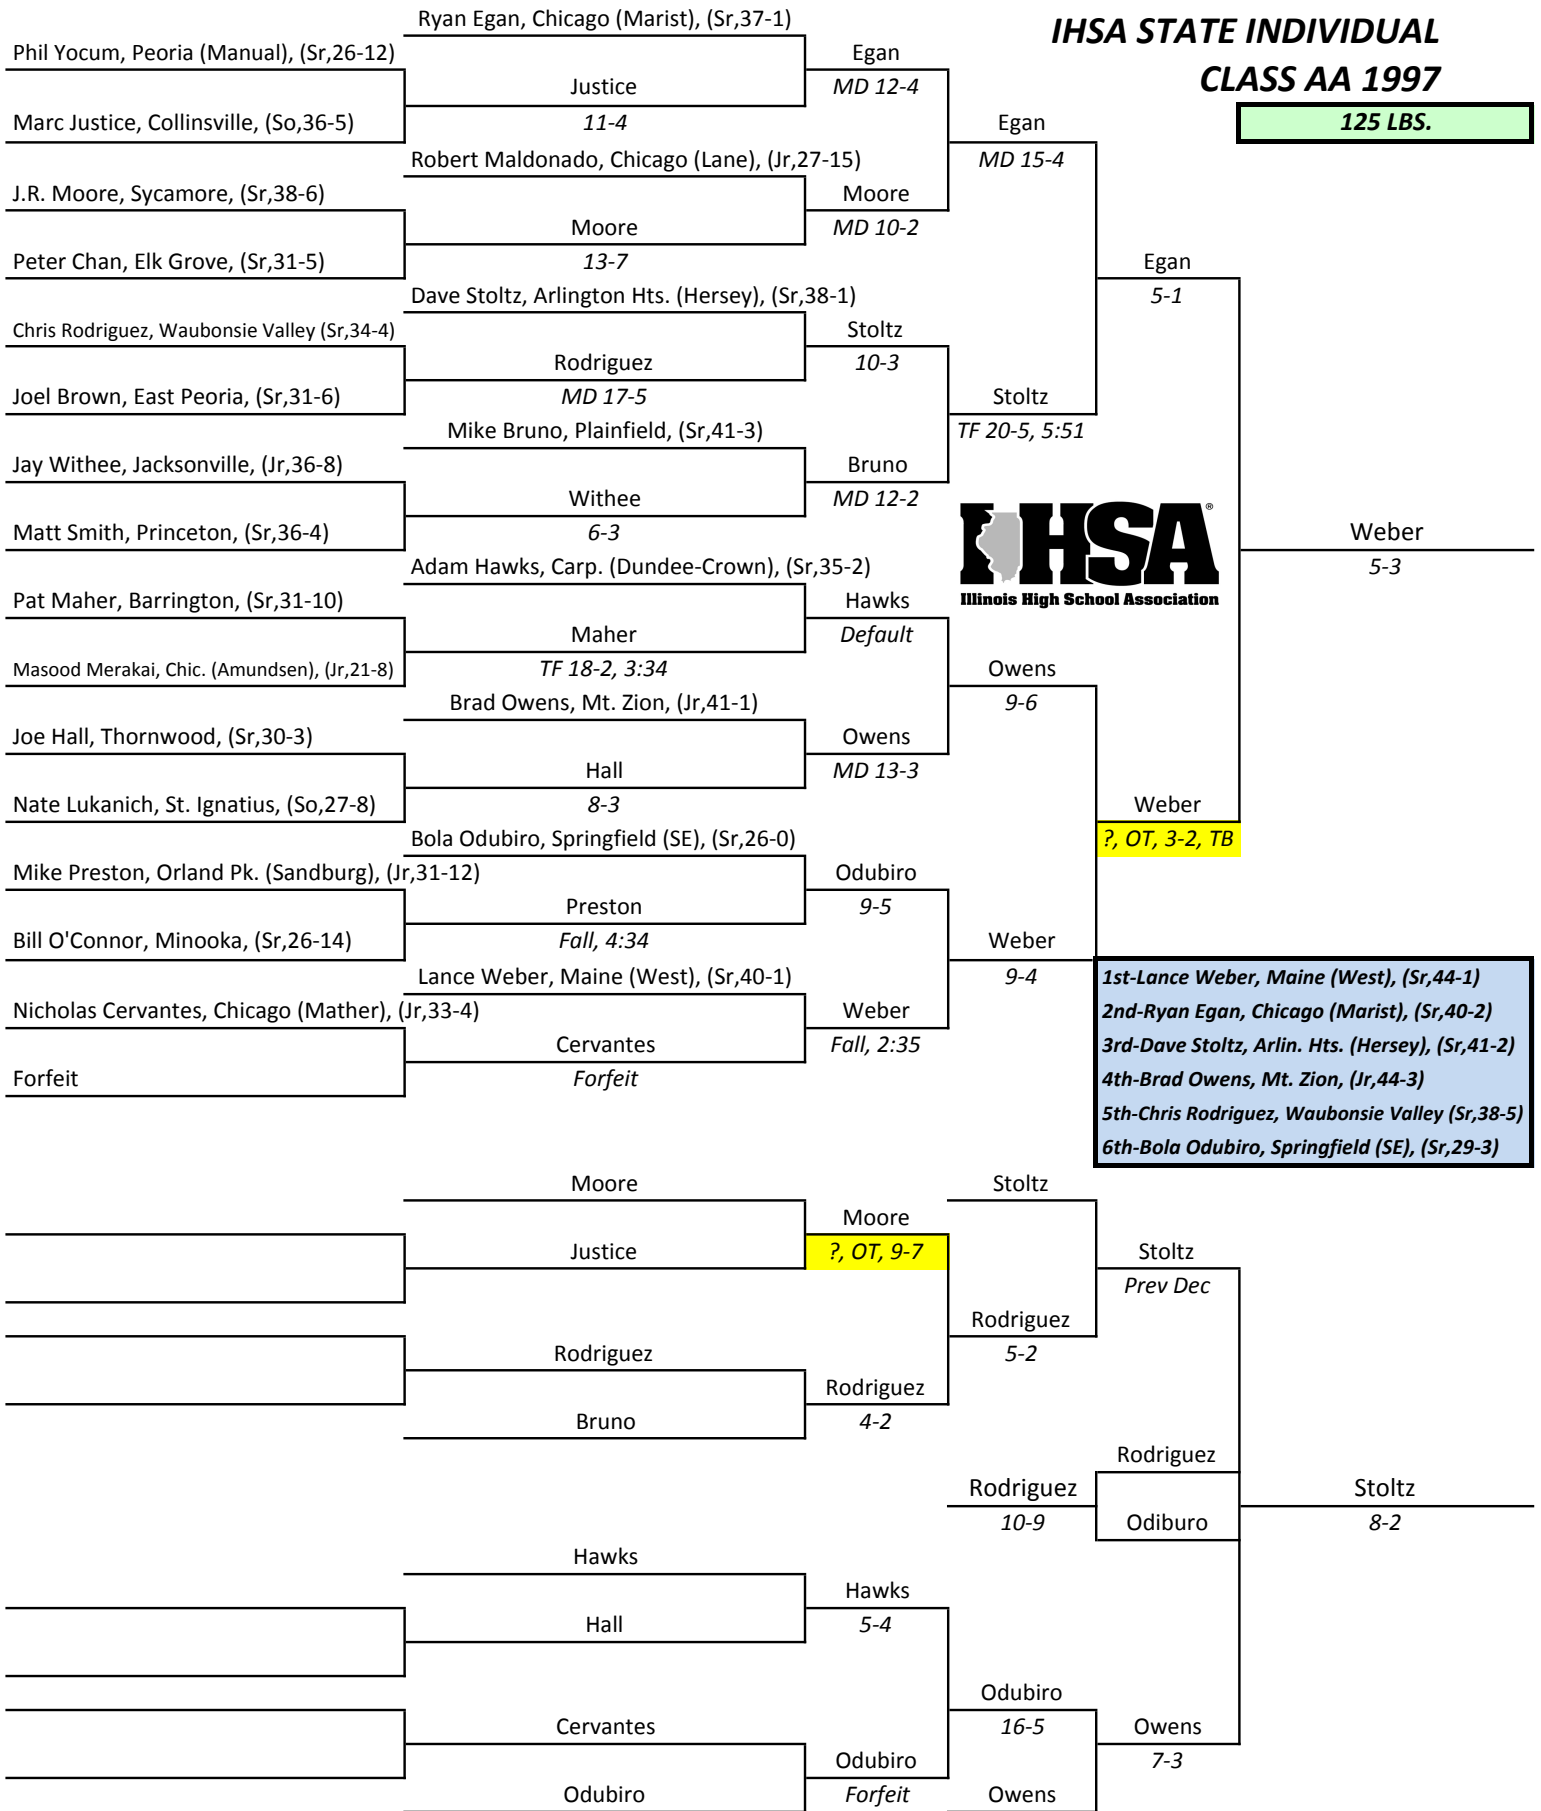 Ryan Egan, Chicago (Marist), (Sr,37-1)
IHSA STATE INDIVIDUAL
Phil Yocum, Peoria (Manual), (Sr,26-12)
Egan
CLASS AA 1997
Justice
MD 12-4
Marc Justice, Collinsville, (So,36-5)
11-4
Egan
125 LBS.
Robert Maldonado, Chicago (Lane), (Jr,27-15)
MD 15-4
J.R. Moore, Sycamore, (Sr,38-6)
Moore
Moore
MD 10-2
Peter Chan, Elk Grove, (Sr,31-5)
13-7
Egan
Dave Stoltz, Arlington Hts. (Hersey), (Sr,38-1)
5-1
Chris Rodriguez, Waubonsie Valley (Sr,34-4)
Stoltz
Rodriguez
10-3
Joel Brown, East Peoria, (Sr,31-6)
MD 17-5
Stoltz
Mike Bruno, Plainfield, (Sr,41-3)
TF 20-5, 5:51
Jay Withee, Jacksonville, (Jr,36-8)
Bruno
Withee
MD 12-2
IHSA®
Matt Smith, Princeton, (Sr,36-4)
6-3
Weber
Adam Hawks, Carp. (Dundee-Crown), (Sr,35-2)
5-3
Illinois High School Association
Pat Maher, Barrington, (Sr,31-10)
Hawks
Maher
Default
Masood Merakai, Chic. (Amundsen), (Jr,21-8)
TF 18-2, 3:34
Owens
Brad Owens, Mt. Zion, (Jr,41-1)
9-6
Joe Hall, Thornwood, (Sr,30-3)
Owens
Hall
MD 13-3
Nate Lukanich, St. Ignatius, (So,27-8)
8-3
Weber
Bola Odubiro, Springfield (SE), (Sr,26-0)
?, OT, 3-2, TB
Mike Preston, Orland Pk. (Sandburg), (Jr,31-12)
Odubiro
Preston
9-5
Bill O'Connor, Minooka, (Sr,26-14)
Fall, 4:34
Weber
Lance Weber, Maine (West), (Sr,40-1)
9-4
1st-Lance Weber, Maine (West), (Sr,44-1)
Nicholas Cervantes, Chicago (Mather), (Jr,33-4)
Weber
2nd-Ryan Egan, Chicago (Marist), (Sr,40-2)
Cervantes
Fall, 2:35
3rd-Dave Stoltz, Arlin. Hts. (Hersey), (Sr,41-2)
Forfeit
Forfeit
4th-Brad Owens, Mt. Zion, (Jr,44-3)
5th-Chris Rodriguez, Waubonsie Valley (Sr,38-5)
6th-Bola Odubiro, Springfield (SE), (Sr,29-3)
Moore
Stoltz
Moore
Justice
?, OT, 9-7
Stoltz
Prev Dec
Rodriguez
Rodriguez
5-2
Rodriguez
Bruno
4-2
Rodriguez
Rodriguez
Stoltz
10-9
Odiburo
8-2
Hawks
Hawks
Hall
5-4
Odubiro
Cervantes
16-5
Owens
Odubiro
7-3
Odubiro
Forfeit
Owens